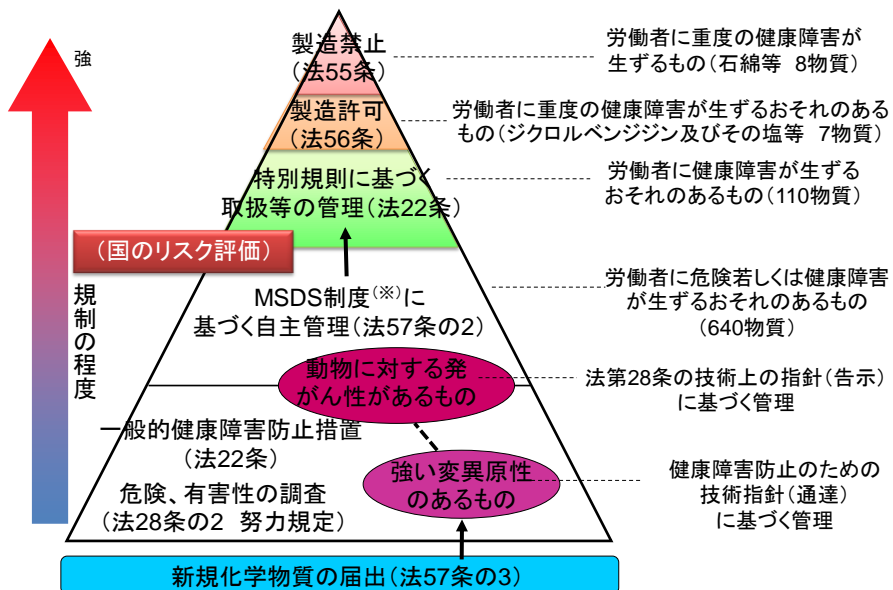 強
規制の程度
製造禁止
(法55条)
労働者に重度の健康障害が
生ずるもの(石綿等 8物質)
製造許可
(法56条)
労働者に重度の健康障害が生ずるおそれのある
もの(ジクロルベンジジン及びその塩等 7物質)
特別規則に基づく
取扱等の管理(法22条)
労働者に健康障害が生ずる
おそれのあるもの(110物質)
(国のリスク評価)
MSDS制度(※)に
基づく自主管理(法57条の2)
労働者に危険若しくは健康障害
が生ずるおそれのあるもの
(640物質)
動物に対する発
がん性があるもの
法第28条の技術上の指針(告示)
に基づく管理
一般的健康障害防止措置
(法22条)
強い変異原性
のあるもの
健康障害防止のための
技術指針(通達)
に基づく管理
危険、有害性の調査
(法28条の2 努力規定)
新規化学物質の届出(法57条の3)